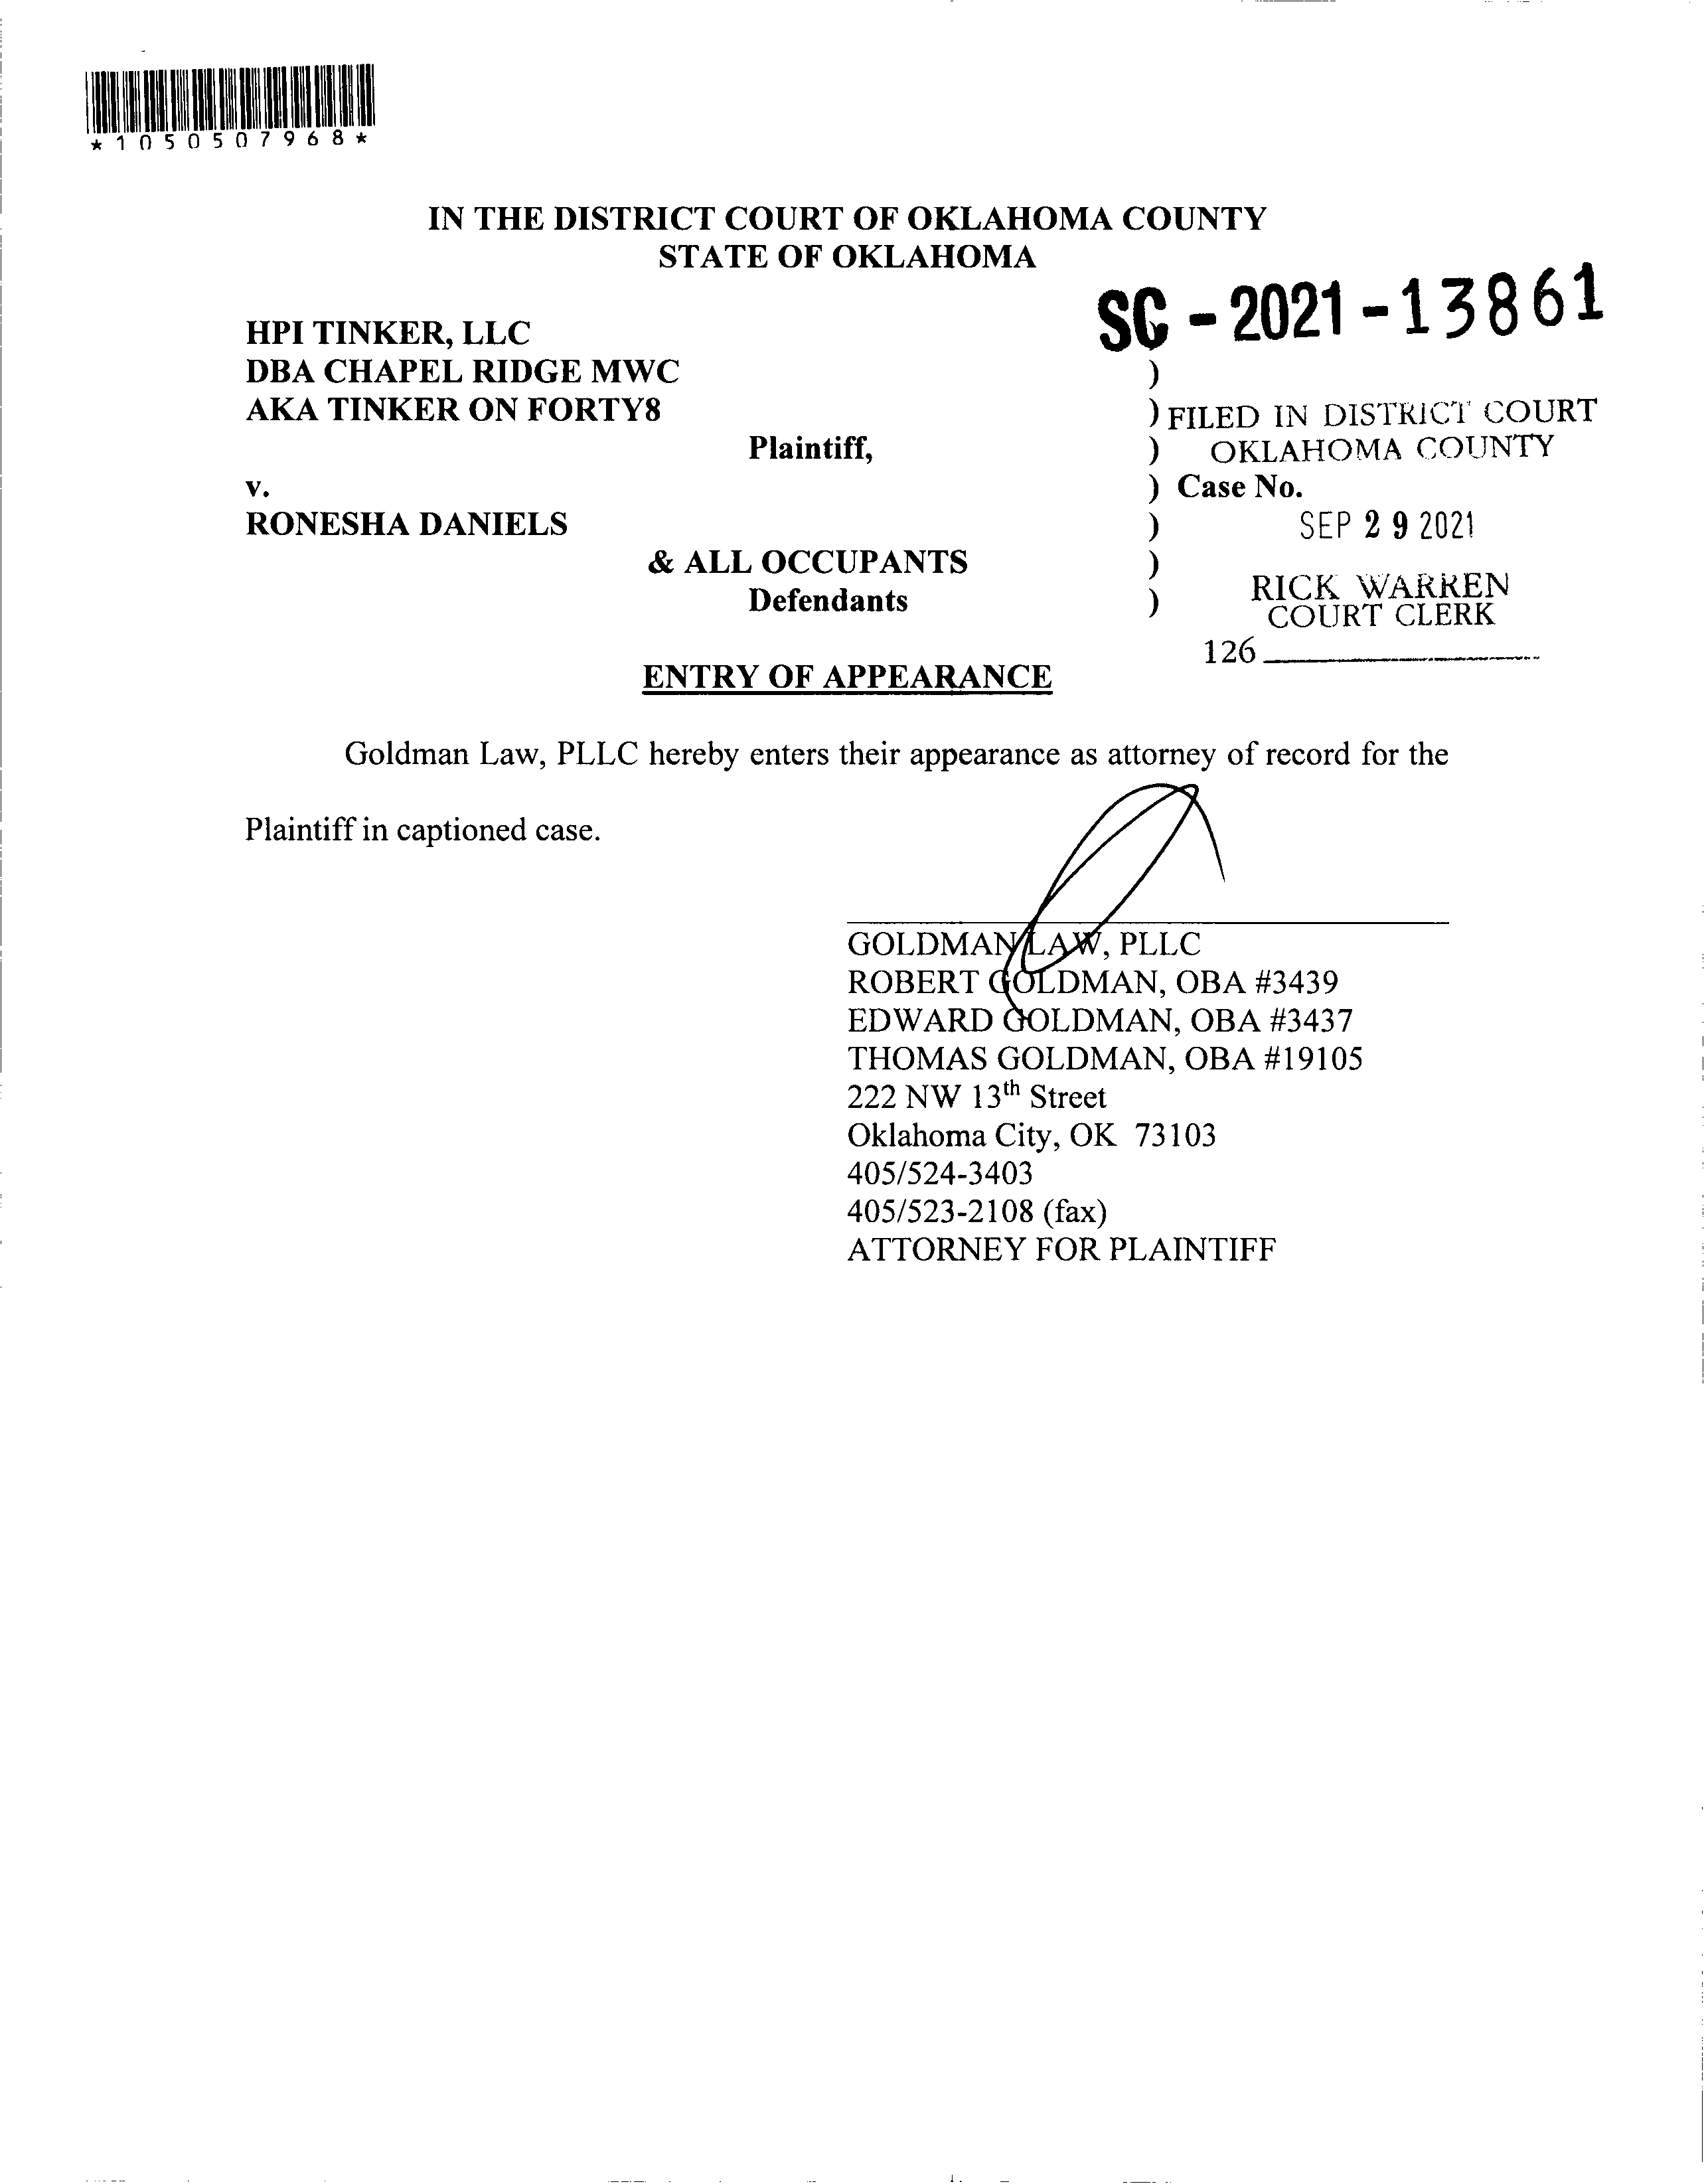 *1050507968*
IN THE DISTRICT COURT OF OKLAHOMA COUNTY
STATE OF OKLAHOMA
SC - 2021 - 13861
HPI TINKER, LLC
DBA CHAPEL RIDGE MWC )
AKA TINKER ON FORTY8 ) FILED IN DISTRICT COURT
Plaintiff, ) OKLAHOMA COUNTY
v. ) Case No.
RONESHA DANIELS ) SEP 29 2021
& ALL OCCUPANTS )
Defendants ) RICK WARREN
COURT CLERK
126
ENTRY OF APPEARANCE
Goldman Law, PLLC hereby enters their appearance as attorney of record for the
Plaintiff in captioned case.
GOLDMAN LAW, PLLC
ROBERT GOLDMAN, OBA #3439
EDWARD GOLDMAN, OBA #3437
THOMAS GOLDMAN, OBA #19105
222 NW 13th Street
Oklahoma City, OK 73103
405/524-3403
405/523-2108 (fax)
ATTORNEY FOR PLAINTIFF